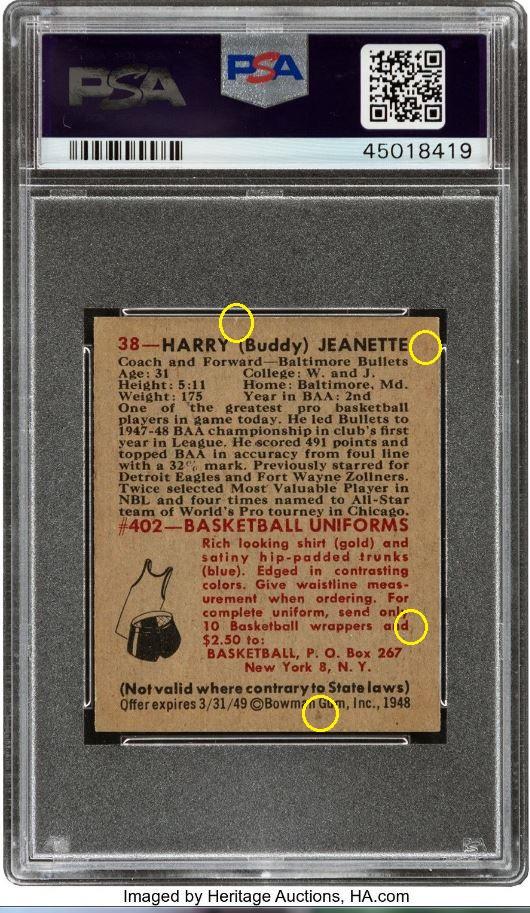 PSA
PSA
45018419
38—HARRY (Buddy) JEANETTE
Coach and Forward—Baltimore Bullets
Age: 31 College: W. and J.
Height: 5:11 Home: Baltimore, Md.
Weight: 175 Year in BAA: 2nd
One of the greatest pro basketball
players in game today. He led Bullets to
1947-48 BAA championship in club's first
year in League. He scored 491 points and
topped BAA in accuracy from foul line
with a 32% mark. Previously starred for
Detroit Eagles and Fort Wayne Zollners.
Twice selected Most Valuable Player in
NBL and four times named to All-Star
team of World's Pro tourney in Chicago.
#402—BASKETBALL UNIFORMS
Rich looking shirt (gold) and
satiny hip-padded trunks
(blue). Edged in contrasting
colors. Give waistline meas-
urement when ordering. For
complete uniform, send only
10 Basketball wrappers and
$2.50 to:
BASKETBALL, P. O. Box 267
New York 8, N. Y.
(Not valid where contrary to State laws)
Offer expires 3/31/49 ©Bowman Gum, Inc., 1948
Imaged by Heritage Auctions, HA.com